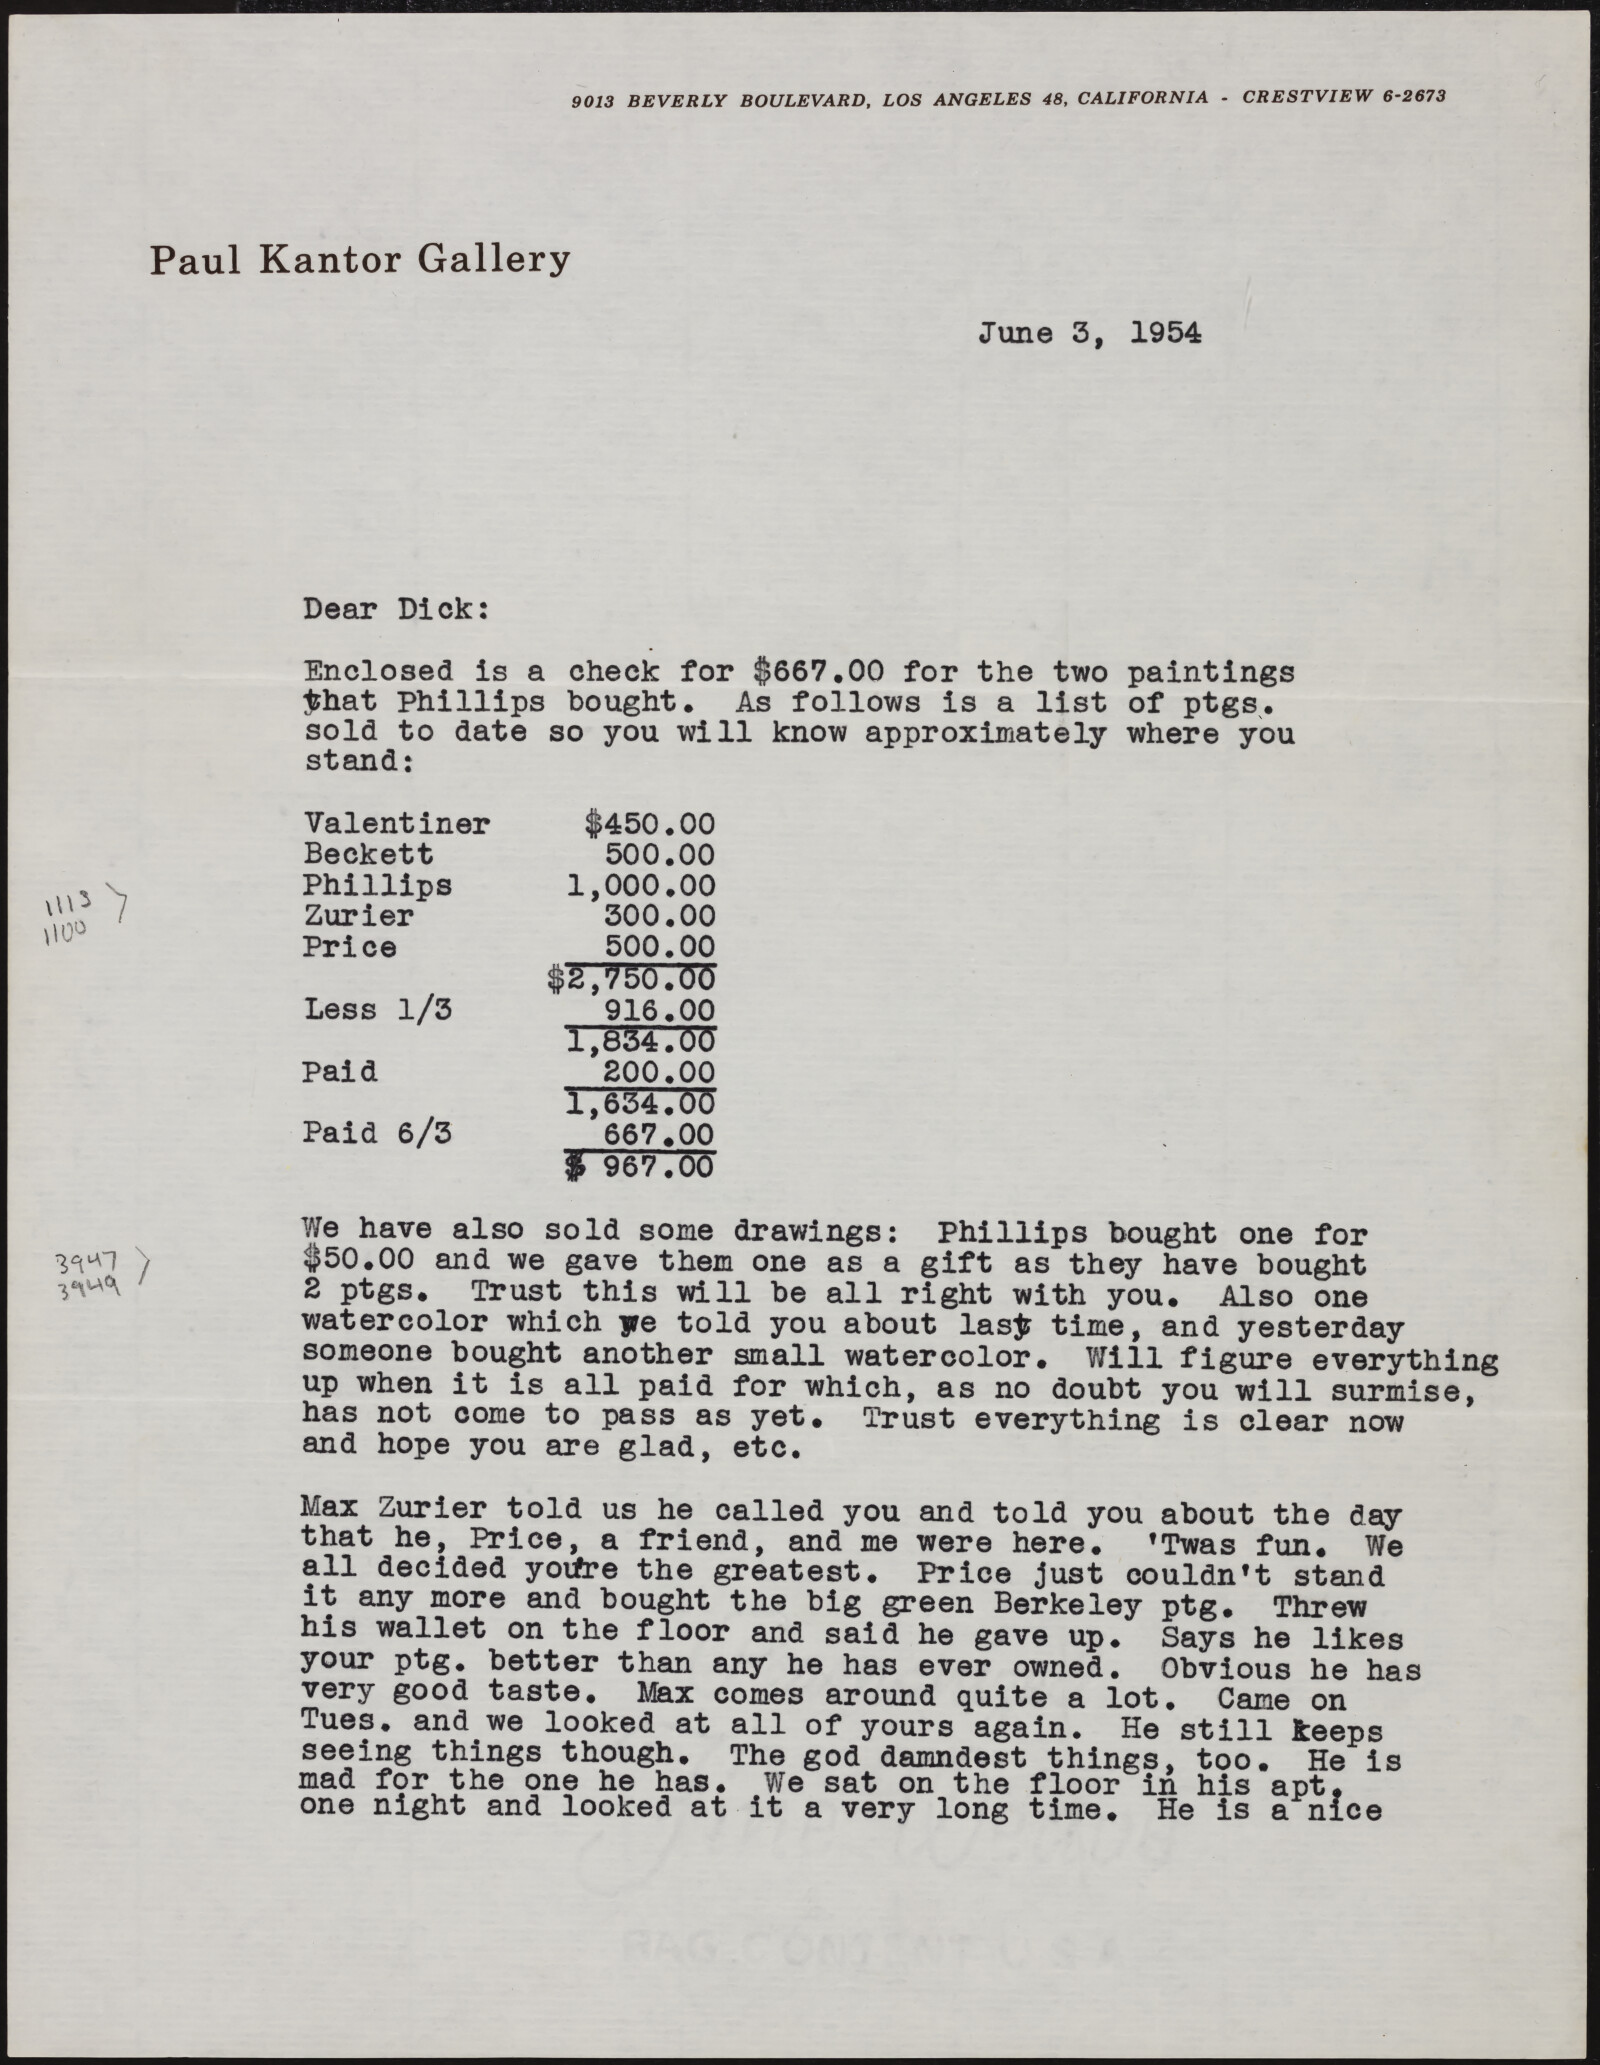 9013 BEVERLY BOULEVARD, LOS ANGELES 48, CALIFORNIA - CRESTVIEW 6-2673
Paul Kantor Gallery
June 3, 1954
Dear Dick:
Enclosed is a check for $667.00 for the two paintings
that Phillips bought. As follows is a list of ptgs.
sold to date so you will know approximately where you
stand:
Valentiner $450.00
Beckett 500.00
Phillips 1,000.00
1113
1100
Zurier 300.00
Price 500.00
$2,750.00
Less 1/3 916.00
1,834.00
Paid 200.00
1,634.00
Paid 6/3 667.00
$ 967.00
We have also sold some drawings: Phillips bought one for
$50.00 and we gave them one as a gift as they have bought
3947
3949
2 ptgs. Trust this will be all right with you. Also one
watercolor which we told you about last time, and yesterday
someone bought another small watercolor. Will figure everything
up when it is all paid for which, as no doubt you will surmise,
has not come to pass as yet. Trust everything is clear now
and hope you are glad, etc.
Max Zurier told us he called you and told you about the day
that he, Price, a friend, and me were here. 'Twas fun. We
all decided you're the greatest. Price just couldn't stand
it any more and bought the big green Berkeley ptg. Threw
his wallet on the floor and said he gave up. Says he likes
your ptg. better than any he has ever owned. Obvious he has
very good taste. Max comes around quite a lot. Came on
Tues. and we looked at all of yours again. He still keeps
seeing things though. The god damndest things, too. He is
mad for the one he has. We sat on the floor in his apt.
one night and looked at it a very long time. He is a nice